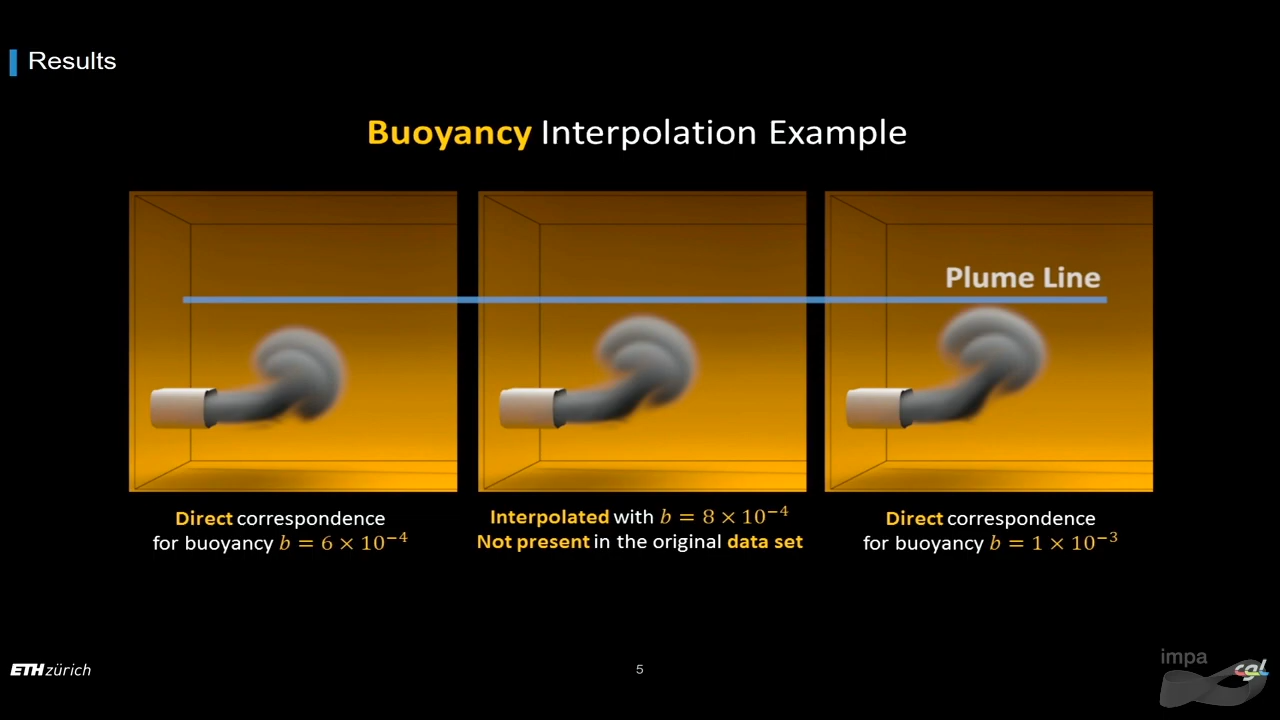 Results
Buoyancy Interpolation Example
Plume Line
Direct correspondence
for buoyancy b = 6 × 10⁻⁴
Interpolated with b = 8 × 10⁻⁴
Not present in the original data set
Direct correspondence
for buoyancy b = 1 × 10⁻³
ETH zürich
5
impa
cgl